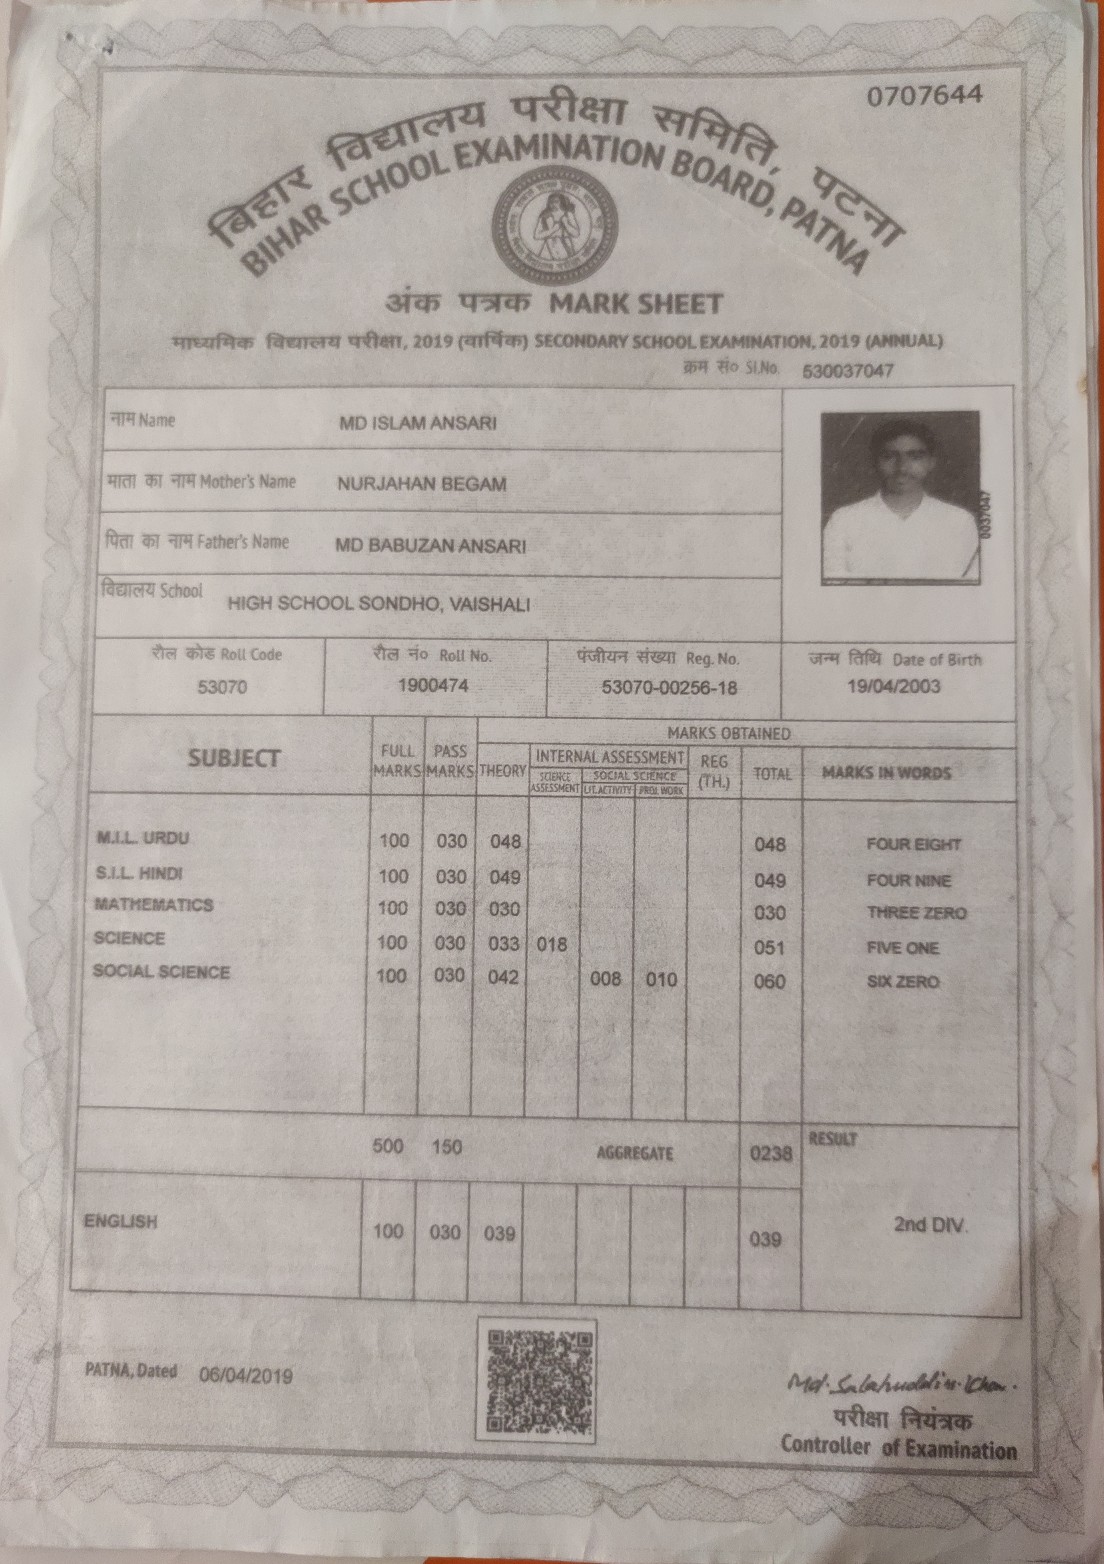 0707644
बिहार विद्यालय परीक्षा समिति, पटना
BIHAR SCHOOL EXAMINATION BOARD, PATNA
अंक पत्रक MARK SHEET
माध्यमिक विद्यालय परीक्षा, 2019 (वार्षिक) SECONDARY SCHOOL EXAMINATION, 2019 (ANNUAL)
क्रम सं० Sl.No. 530037047
नाम Name MD ISLAM ANSARI
माता का नाम Mother's Name NURJAHAN BEGAM
0037047
पिता का नाम Father's Name MD BABUZAN ANSARI
विद्यालय School HIGH SCHOOL SONDHO, VAISHALI
रौल कोड Roll Code रौल नं० Roll No. पंजीयन संख्या Reg. No. जन्म तिथि Date of Birth
53070 1900474 53070-00256-18 19/04/2003
SUBJECT FULL MARKS PASS MARKS MARKS OBTAINED
THEORY INTERNAL ASSESSMENT REG (TH.) TOTAL MARKS IN WORDS
SCIENCE ASSESSMENT SOCIAL SCIENCE
LIT.ACTIVITY PROJ. WORK
M.I.L. URDU 100 030 048 048 FOUR EIGHT
S.I.L. HINDI 100 030 049 049 FOUR NINE
MATHEMATICS 100 030 030 030 THREE ZERO
SCIENCE 100 030 033 018 051 FIVE ONE
SOCIAL SCIENCE 100 030 042 008 010 060 SIX ZERO
500 150 AGGREGATE 0238 RESULT
ENGLISH 100 030 039 039 2nd DIV.
PATNA, Dated 06/04/2019
Md. Salahuddin Khan.
परीक्षा नियंत्रक
Controller of Examination